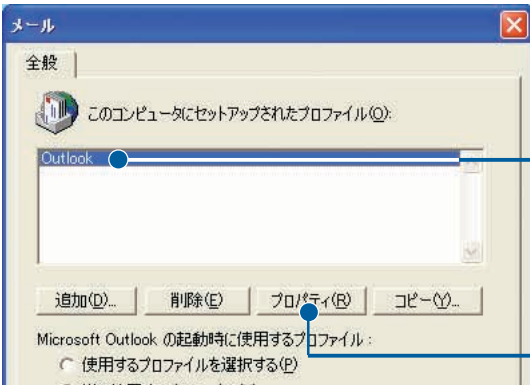 メール
全般
このコンピュータにセットアップされたプロファイル(O):
Outlook
追加(D)... 削除(E) プロパティ(R) コピー(Y)...
Microsoft Outlook の起動時に使用するプロファイル:
使用するプロファイルを選択する(P)